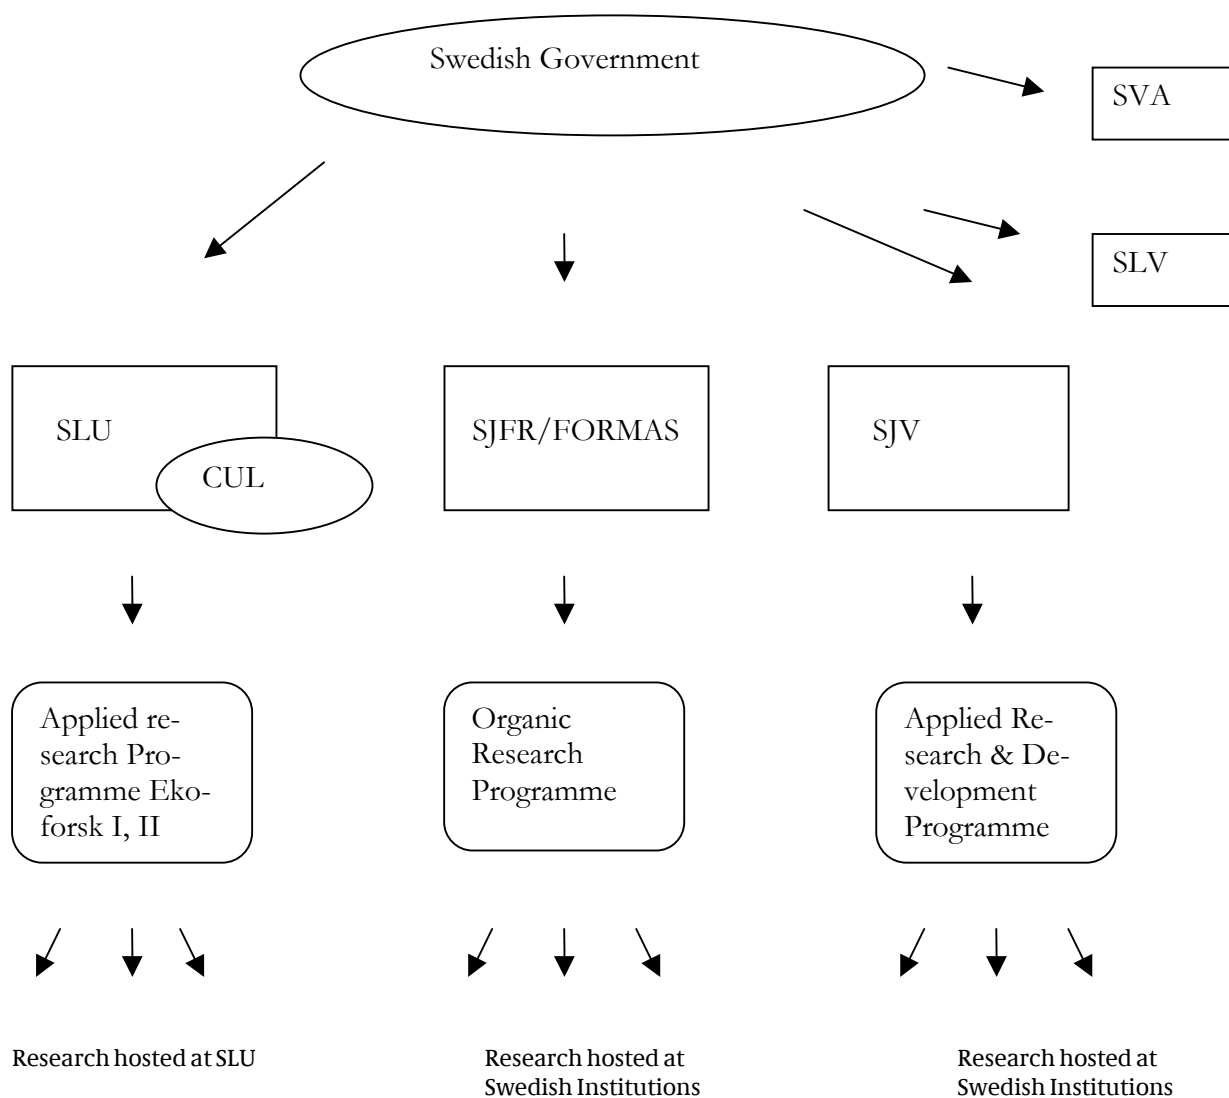 Swedish Government
SVA
SLV
SLU
CUL
SJFR/FORMAS
SJV
Applied re-
search Pro-
gramme Eko-
forsk I, II
Organic
Research
Programme
Applied Re-
search & De-
velopment
Programme
Research hosted at SLU
Research hosted at
Swedish Institutions
Research hosted at
Swedish Institutions